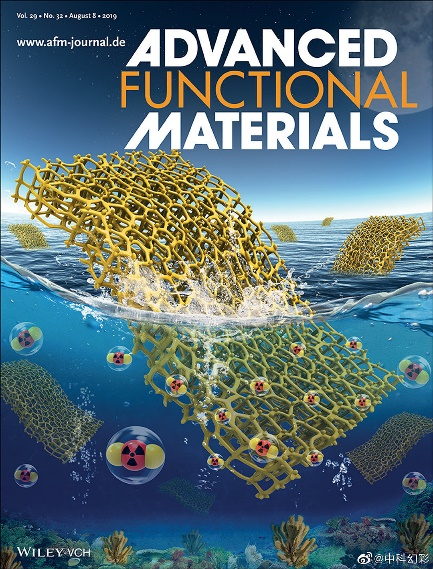 Vol. 29 • No. 32 • August 8 • 2019
www.afm-journal.de
ADVANCED
FUNCTIONAL
MATERIALS
WILEY-VCH
@中科幻彩